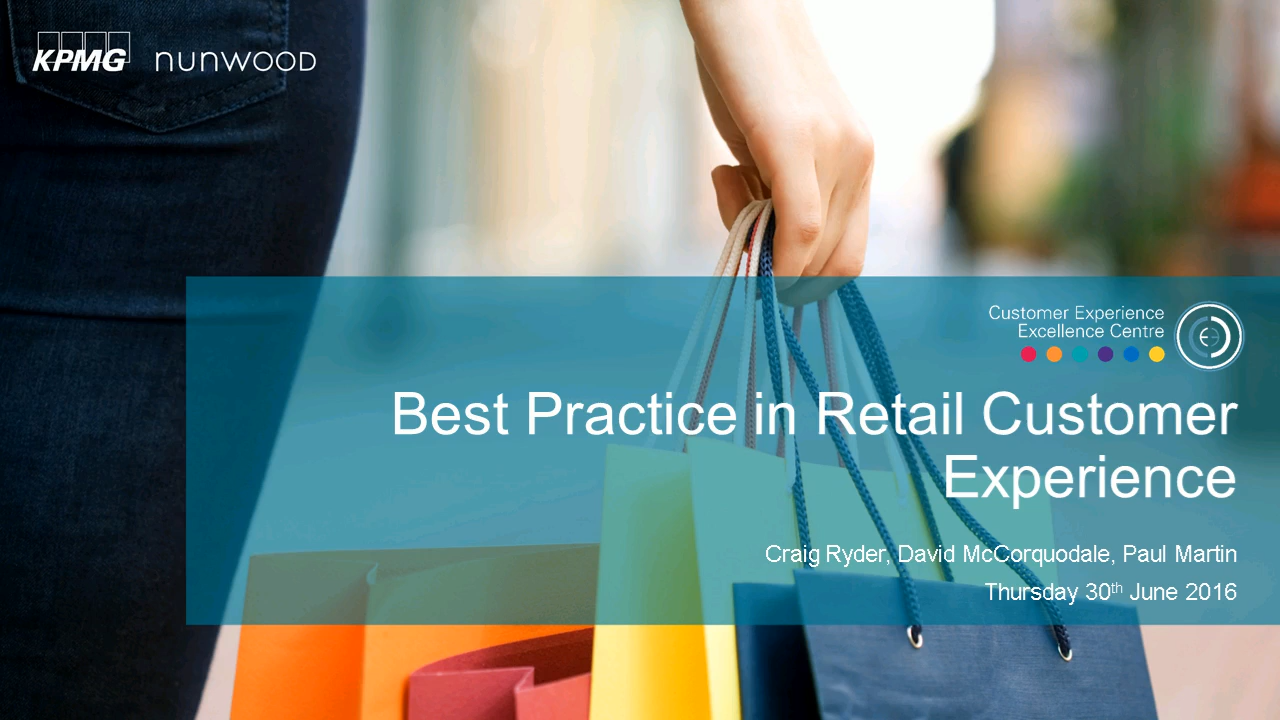 KPMG nunwood
Customer Experience
Excellence Centre
Best Practice in Retail Customer
Experience
Craig Ryder, David McCorquodale, Paul Martin
Thursday 30th June 2016